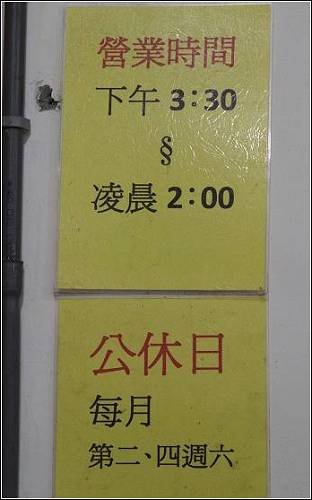 營業時間
下午 3:30
§
凌晨 2:00
公休日
每月
第二、四週六